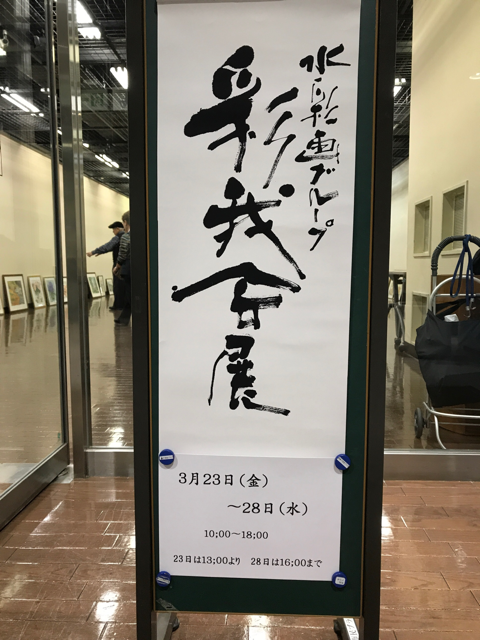 水彩画グループ
彩我会展
3月23日(金)
～28日(水)
10;00～18;00
23日は13;00より 28日は16;00まで